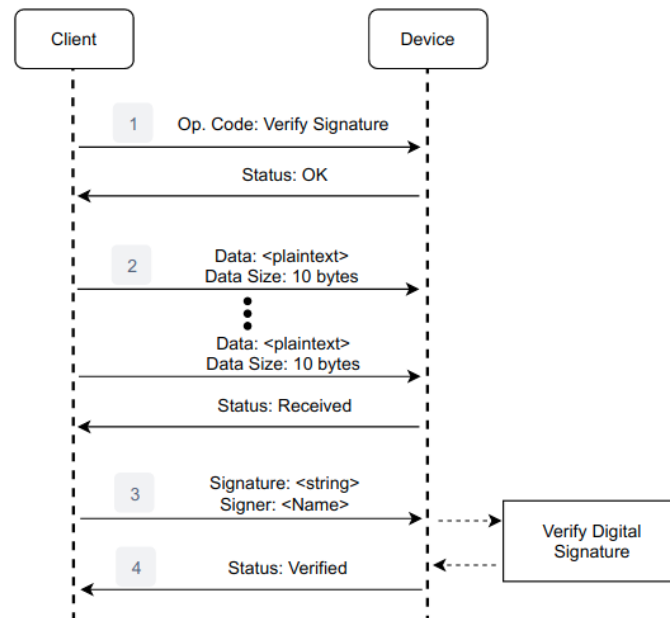 Client
Device
1
Op. Code: Verify Signature
Status: OK
2
Data: <plaintext>
Data Size: 10 bytes
Data: <plaintext>
Data Size: 10 bytes
Status: Received
3
Signature: <string>
Signer: <Name>
Verify Digital
Signature
4
Status: Verified